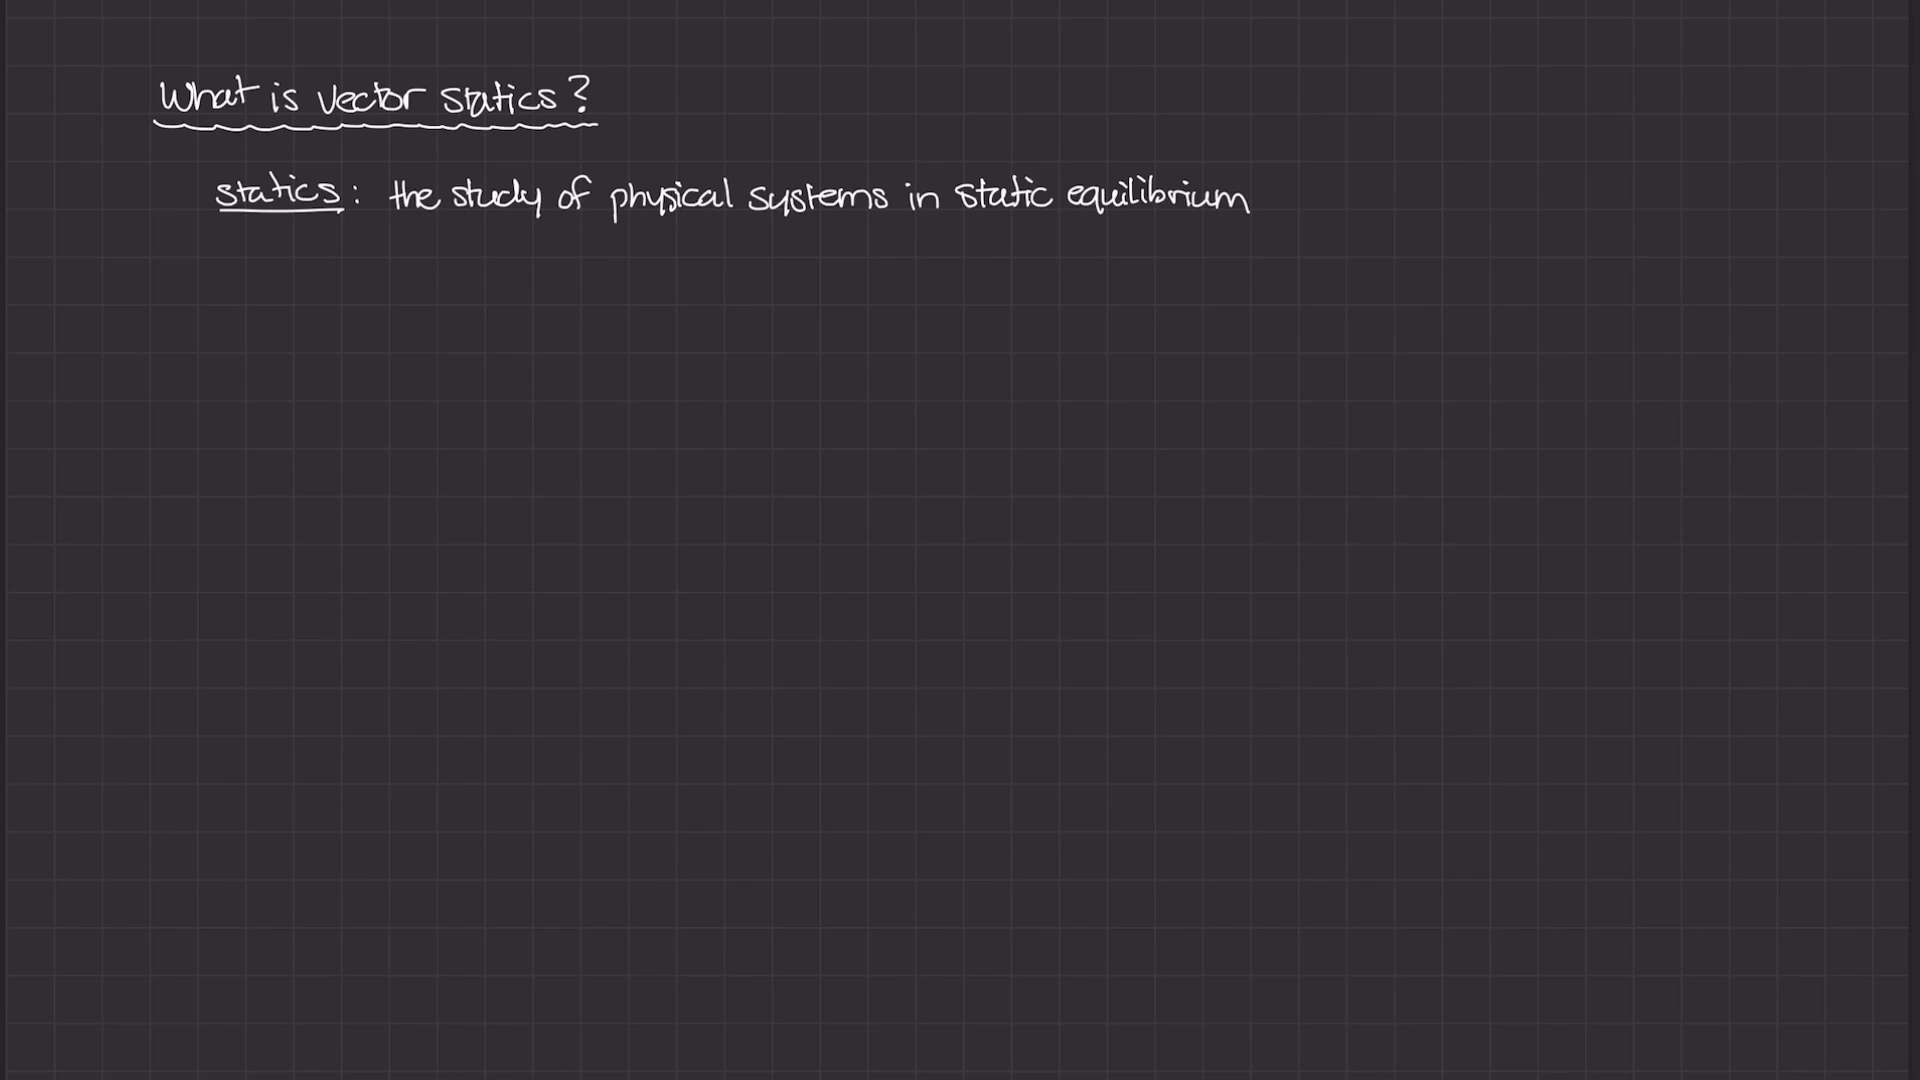 What is vector statics?
statics: the study of physical systems in static equilibrium